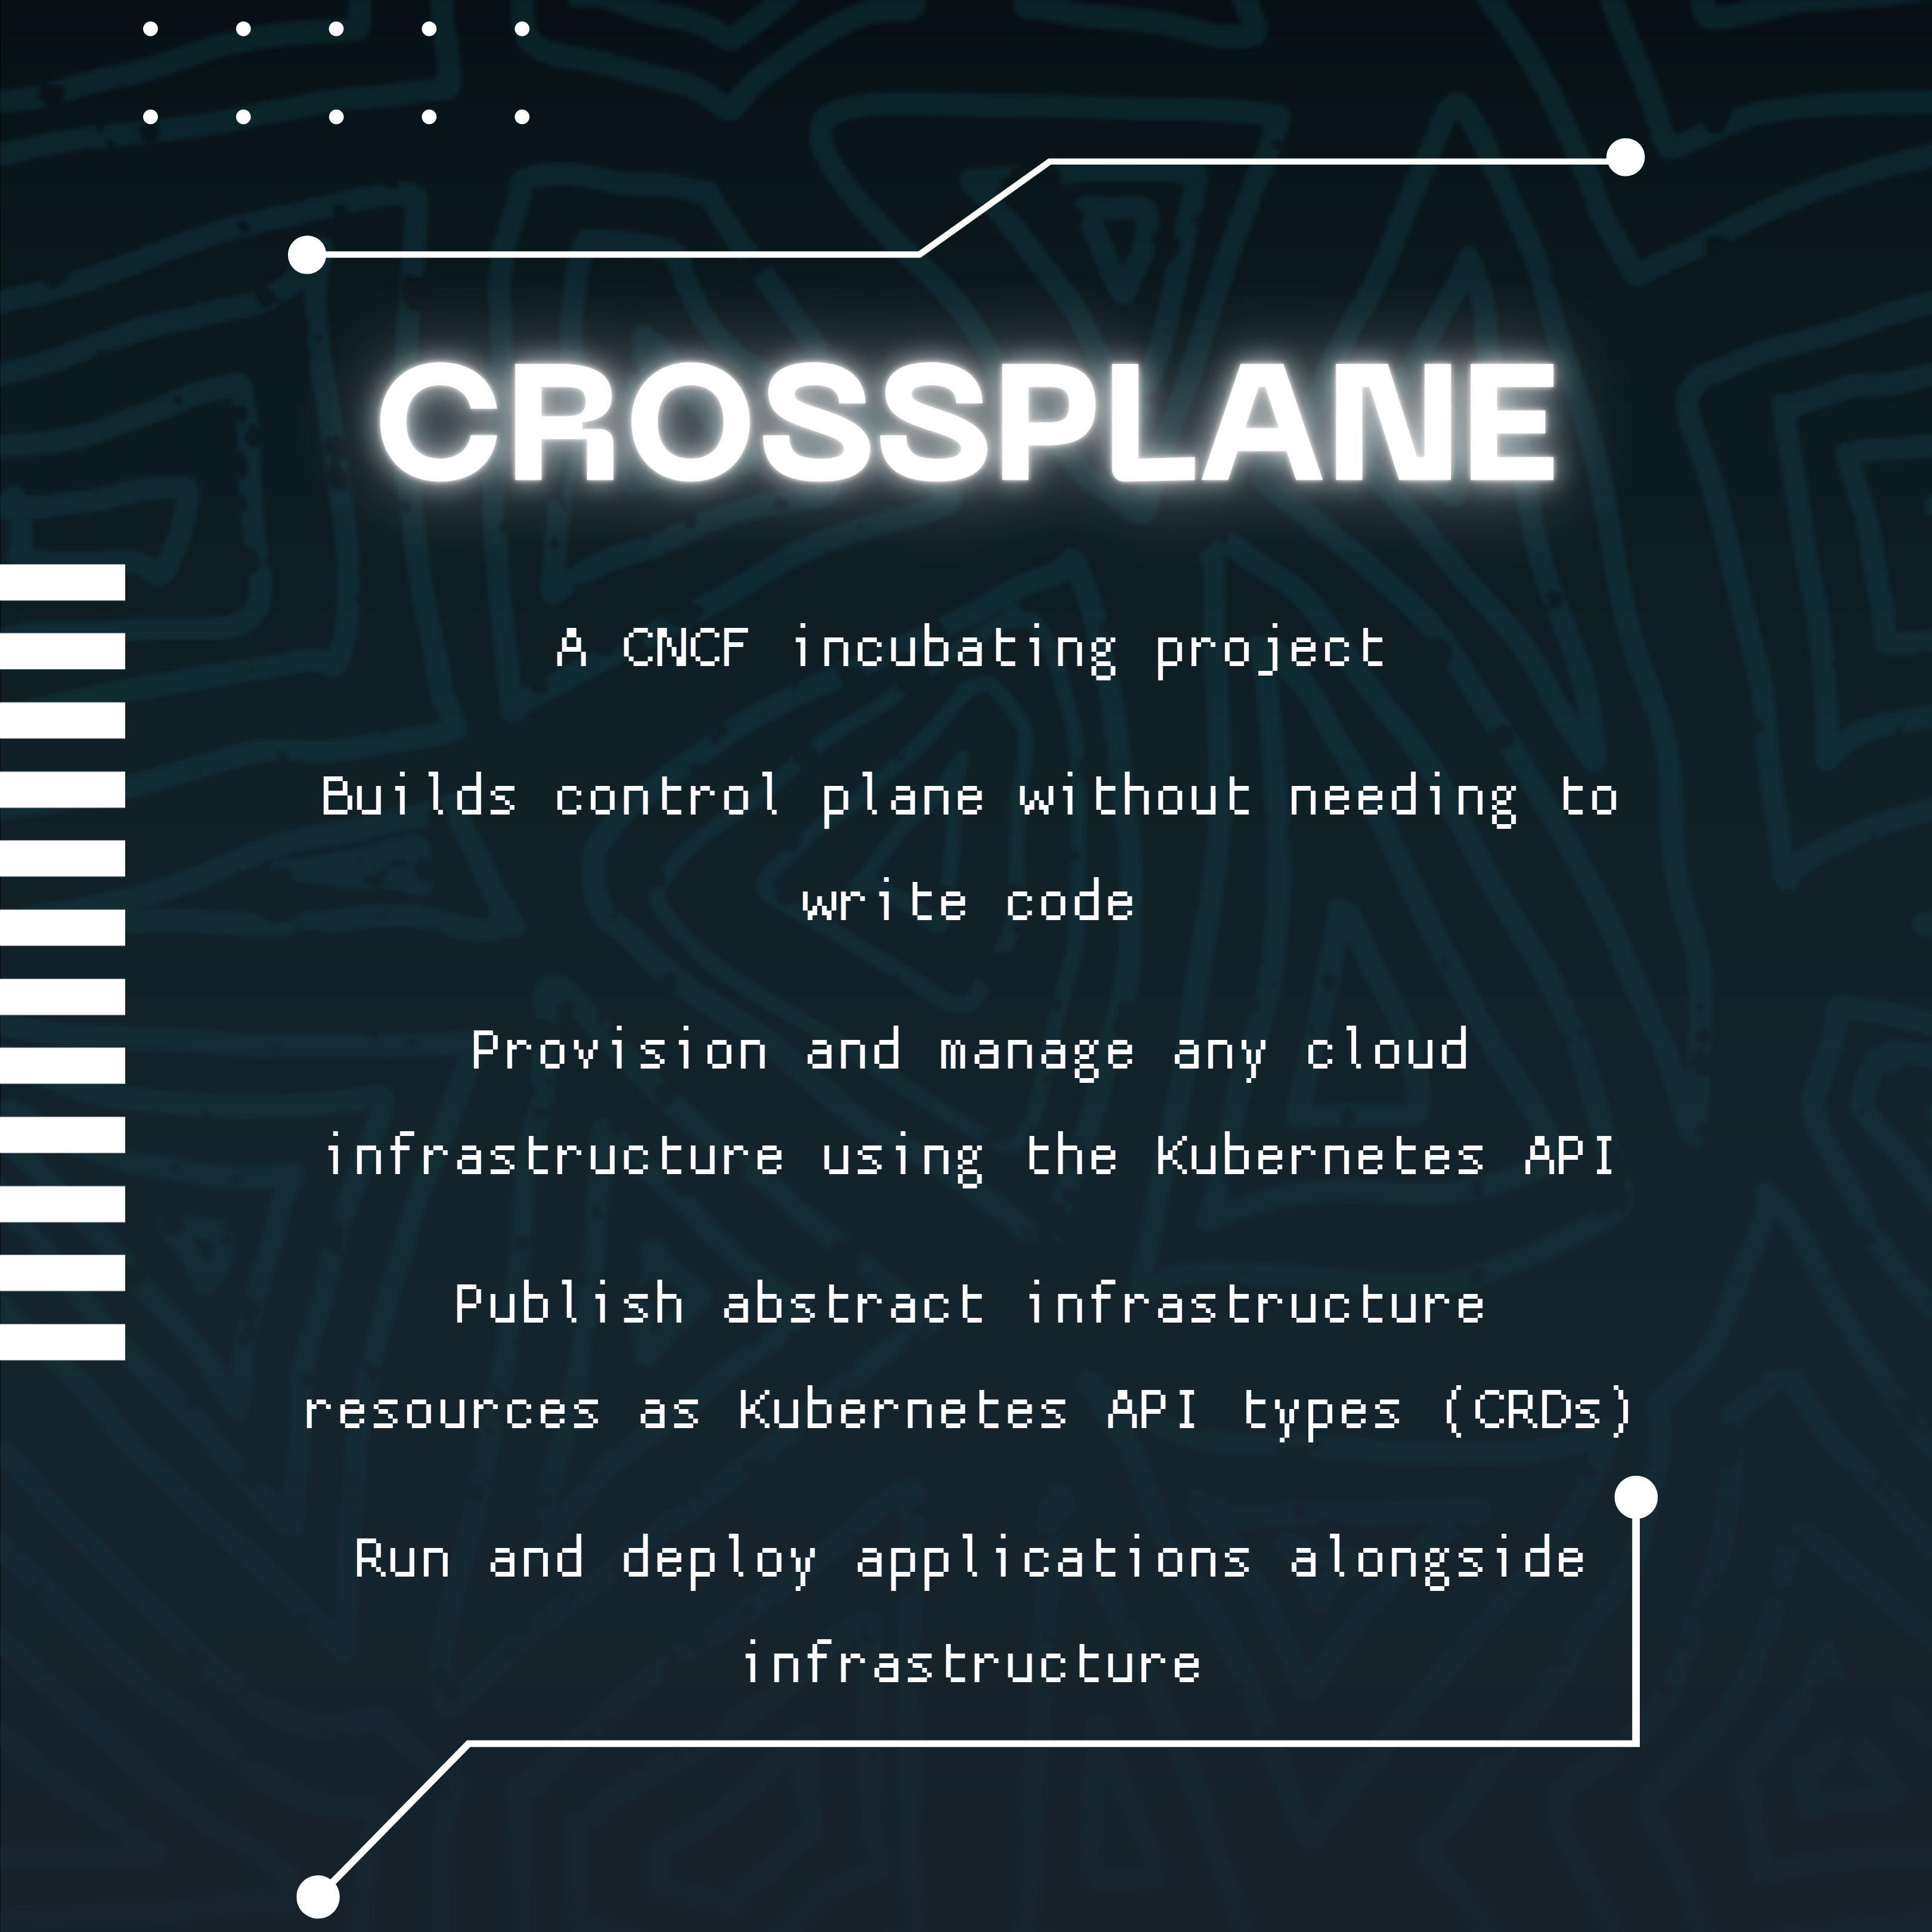 CROSSPLANE
A CNCF incubating project
Builds control plane without needing to
write code
Provision and manage any cloud
infrastructure using the Kubernetes API
Publish abstract infrastructure
resources as Kubernetes API types (CRDs)
Run and deploy applications alongside
infrastructure